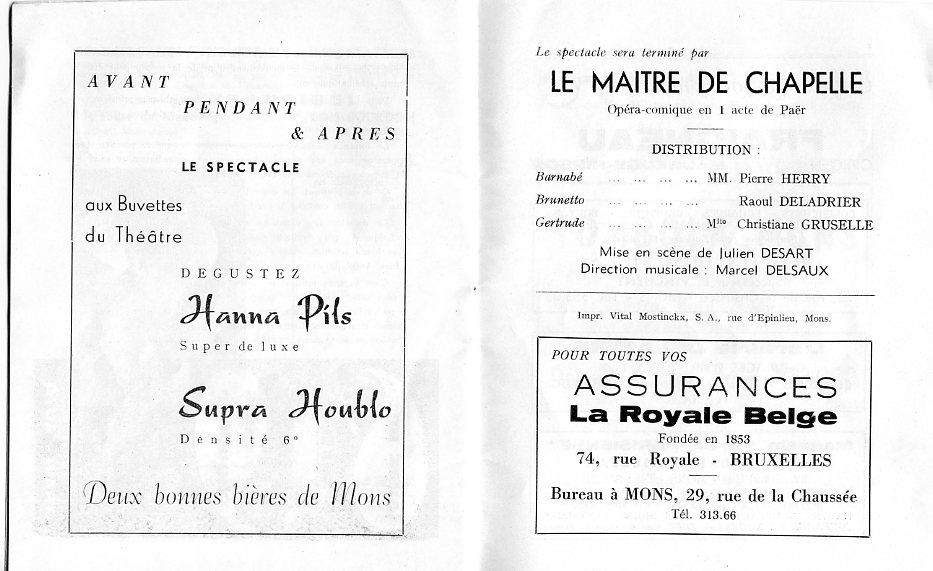 AVANT
PENDANT
& APRES
LE SPECTACLE
aux Buvettes
du Théâtre
DEGUSTEZ
Hanna Pils
Super de luxe
Supra Houblo
Densité 6°
Deux bonnes bières de Mons
Le spectacle sera terminé par
LE MAITRE DE CHAPELLE
Opéra-comique en 1 acte de Paër
DISTRIBUTION :
Barnabé ... ... ... ... MM. Pierre HERRY
Brunetto ... ... ... ... Raoul DELADRIER
Gertrude ... ... ... ... Mlle Christiane GRUSELLE
Mise en scène de Julien DESART
Direction musicale : Marcel DELSAUX
Impr. Vital Mostinckx, S. A., rue d'Epinlieu, Mons.
POUR TOUTES VOS
ASSURANCES
La Royale Belge
Fondée en 1853
74, rue Royale - BRUXELLES
Bureau à MONS, 29, rue de la Chaussée
Tél. 313.66